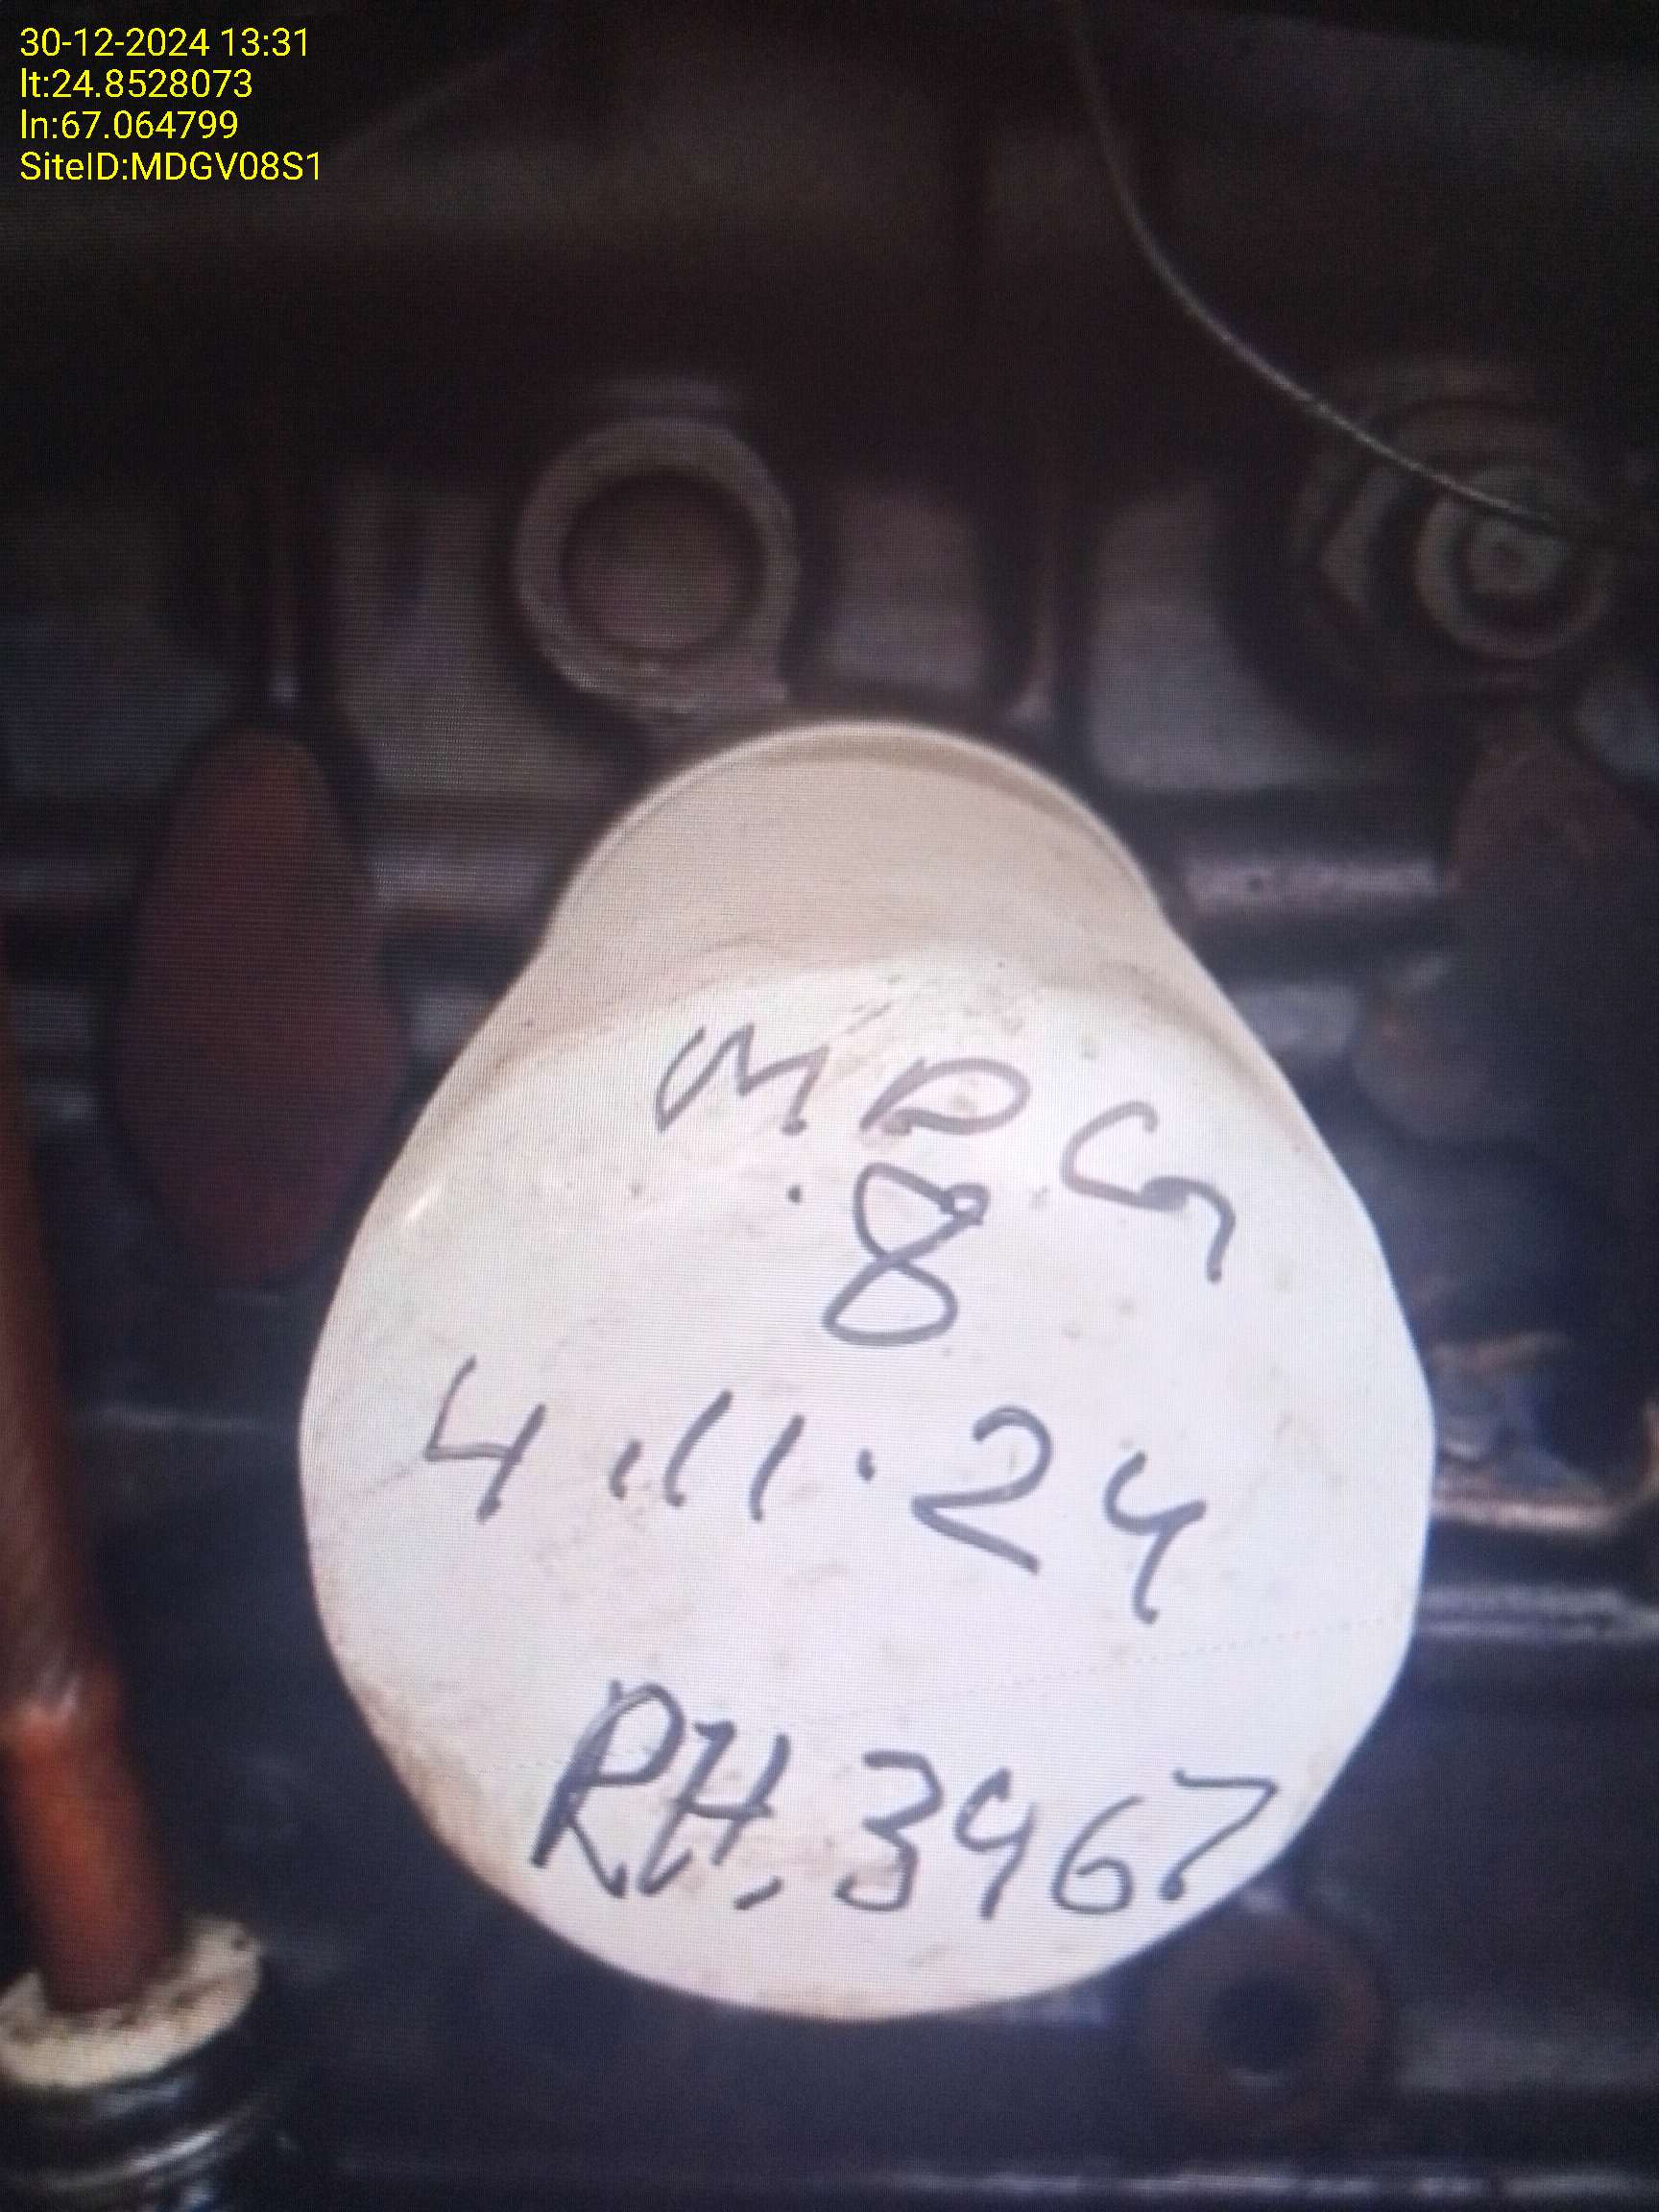 30-12-2024 13:31
lt:24.8528073
ln:67.064799
SiteID:MDGV08S1
MDG
8
4.11.24
RH.3967